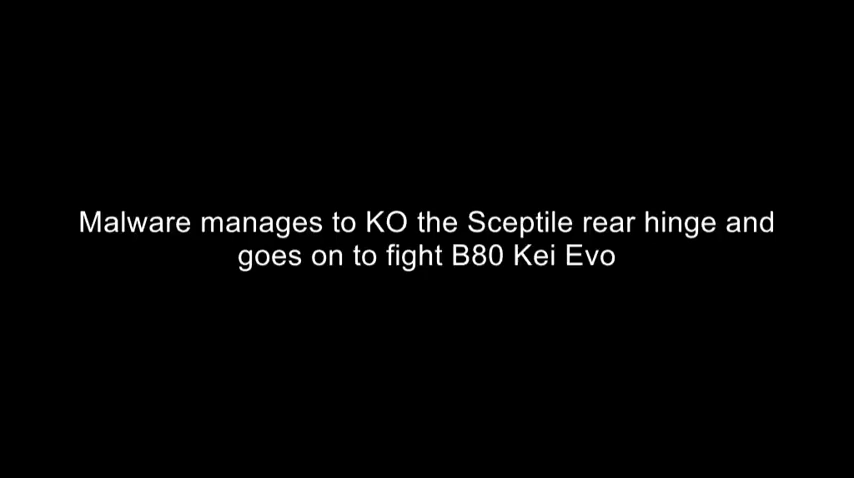 Malware manages to KO the Sceptile rear hinge and
goes on to fight B80 Kei Evo